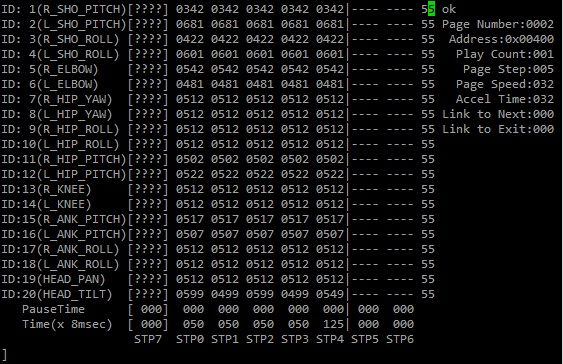 ID: 1(R_SHO_PITCH)[????] 0342 0342 0342 0342 0342|---- ---- 55 ok
ID: 2(L_SHO_PITCH)[????] 0681 0681 0681 0681 0681|---- ---- 55 Page Number:0002
ID: 3(R_SHO_ROLL) [????] 0422 0422 0422 0422 0422|---- ---- 55 Address:0x00400
ID: 4(L_SHO_ROLL) [????] 0601 0601 0601 0601 0601|---- ---- 55 Play Count:001
ID: 5(R_ELBOW) [????] 0542 0542 0542 0542 0542|---- ---- 55 Page Step:005
ID: 6(L_ELBOW) [????] 0481 0481 0481 0481 0481|---- ---- 55 Page Speed:032
ID: 7(R_HIP_YAW) [????] 0512 0512 0512 0512 0512|---- ---- 55 Accel Time:032
ID: 8(L_HIP_YAW) [????] 0512 0512 0512 0512 0512|---- ---- 55 Link to Next:000
ID: 9(R_HIP_ROLL) [????] 0512 0512 0512 0512 0512|---- ---- 55 Link to Exit:000
ID:10(L_HIP_ROLL) [????] 0512 0512 0512 0512 0512|---- ---- 55
ID:11(R_HIP_PITCH)[????] 0502 0502 0502 0502 0502|---- ---- 55
ID:12(L_HIP_PITCH)[????] 0522 0522 0522 0522 0522|---- ---- 55
ID:13(R_KNEE) [????] 0512 0512 0512 0512 0512|---- ---- 55
ID:14(L_KNEE) [????] 0512 0512 0512 0512 0512|---- ---- 55
ID:15(R_ANK_PITCH)[????] 0517 0517 0517 0517 0517|---- ---- 55
ID:16(L_ANK_PITCH)[????] 0507 0507 0507 0507 0507|---- ---- 55
ID:17(R_ANK_ROLL) [????] 0512 0512 0512 0512 0512|---- ---- 55
ID:18(L_ANK_ROLL) [????] 0512 0512 0512 0512 0512|---- ---- 55
ID:19(HEAD_PAN) [????] 0512 0512 0512 0512 0512|---- ---- 55
ID:20(HEAD_TILT) [????] 0599 0499 0599 0499 0549|---- ---- 55
PauseTime [ 000] 000 000 000 000 000 000 000
Time(x 8msec) [ 000] 050 050 050 050 125 000 000
STP7 STP0 STP1 STP2 STP3 STP4 STP5 STP6
]